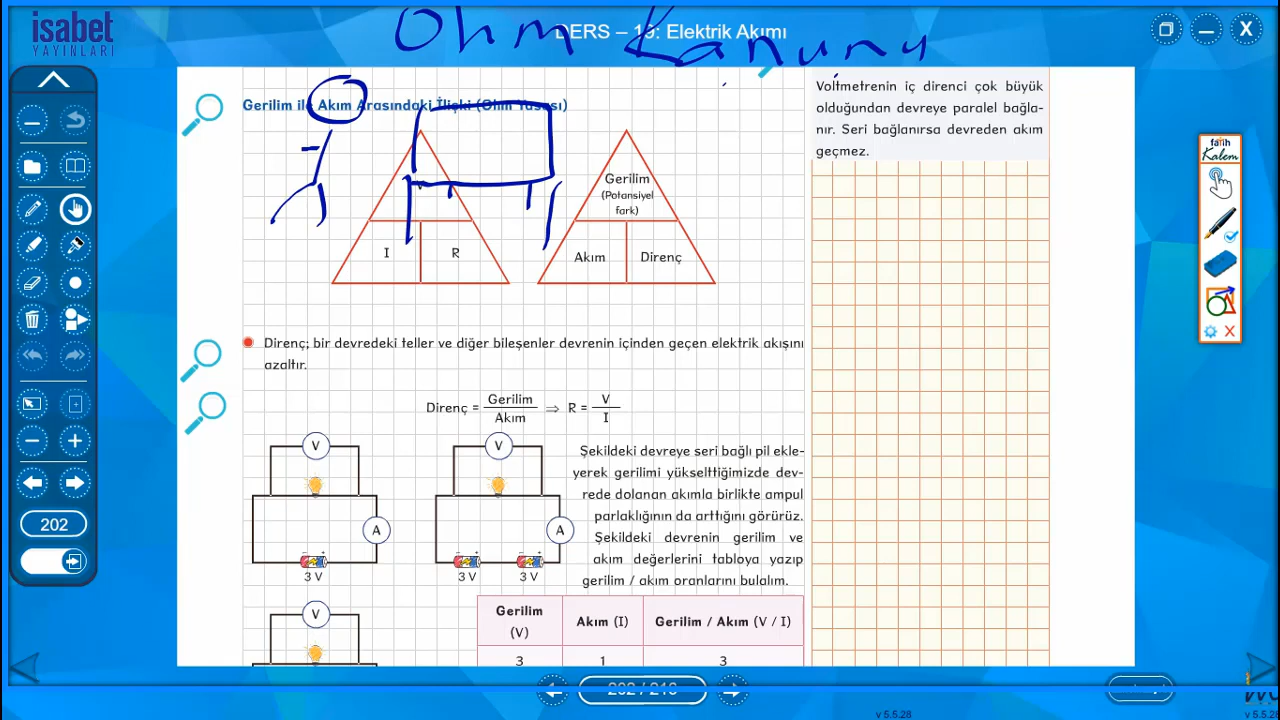 isabet
YAYINLARI
Ohm Kanunu
DERS – 19: Elektrik Akımı
Gerilim ile Akım Arasındaki İlişki (Ohm Yasası)
V
I
R
Gerilim
(Potansiyel
fark)
Akım
Direnç
Voltmetrenin iç direnci çok büyük
olduğundan devreye paralel bağla-
nır. Seri bağlanırsa devreden akım
geçmez.
fatih
Kalem
Direnç; bir devredeki teller ve diğer bileşenler devrenin içinden geçen elektrik akışını
azaltır.
Direnç = Gerilim / Akım ⇒ R = V / I
V
A
3 V
V
A
3 V
3 V
Şekildeki devreye seri bağlı pil ekle-
yerek gerilimi yükselttiğimizde dev-
rede dolanan akımla birlikte ampul
parlaklığının da arttığını görürüz.
Şekildeki devrenin gerilim ve
akım değerlerini tabloya yazıp
gerilim / akım oranlarını bulalım.
V
Gerilim
(V)
Akım (I)
Gerilim / Akım (V / I)
3
1
3
202
202 / 216
v 5.5.28
v 5.5.28